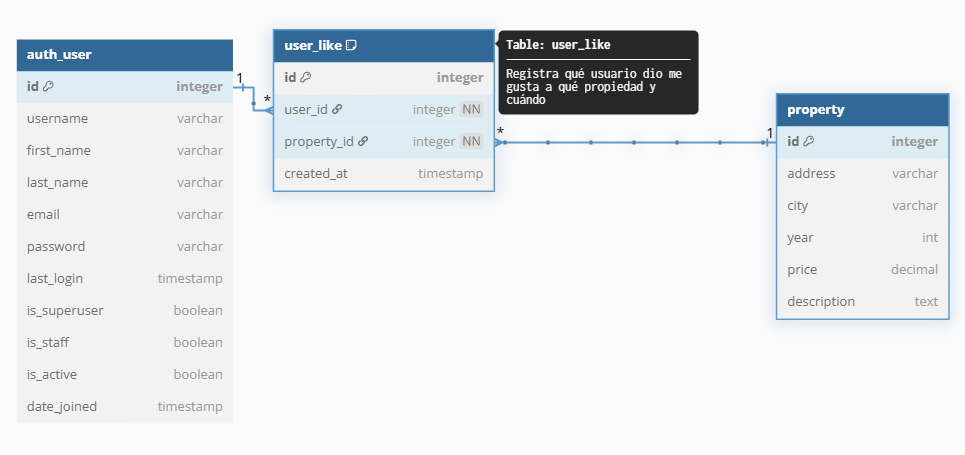 auth_user
id integer
username varchar
first_name varchar
last_name varchar
email varchar
password varchar
last_login timestamp
is_superuser boolean
is_staff boolean
is_active boolean
date_joined timestamp
1
*
user_like
id integer
user_id integer NN
property_id integer NN
created_at timestamp
Table: user_like
Registra qué usuario dio me
gusta a qué propiedad y
cuándo
*
1
property
id integer
address varchar
city varchar
year int
price decimal
description text